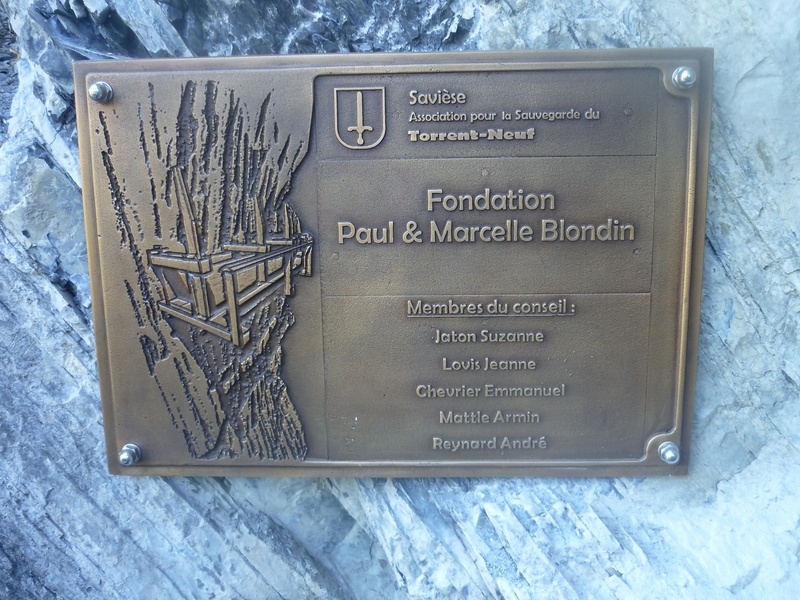 Savièse
Association pour la Sauvegarde du
Torrent-Neuf
Fondation
Paul & Marcelle Blondin
Membres du conseil :
Jaton Suzanne
Lovis Jeanne
Chevrier Emmanuel
Mattle Armin
Reynard André